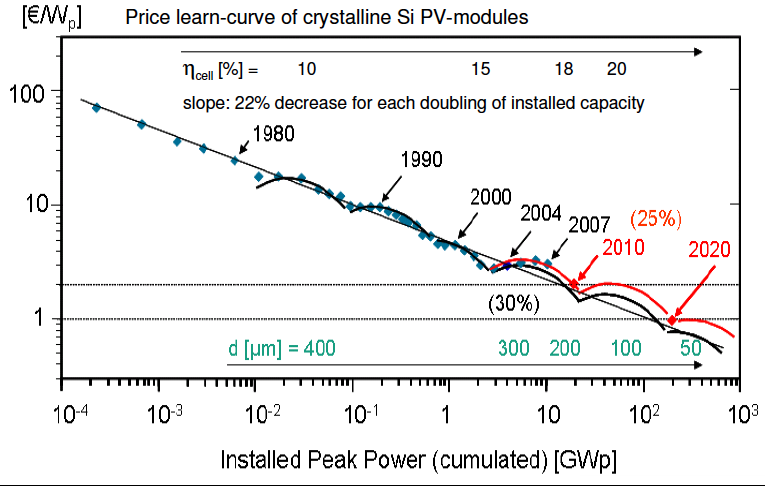 [€/Wp] Price learn-curve of crystalline Si PV-modules
ηcell [%] = 10 15 18 20
slope: 22% decrease for each doubling of installed capacity
100
10
1
1980
1990
2000
2004
2007
(25%)
2010
2020
(30%)
d [µm] = 400 300 200 100 50
10-4 10-3 10-2 10-1 1 10 102 103
Installed Peak Power (cumulated) [GWp]